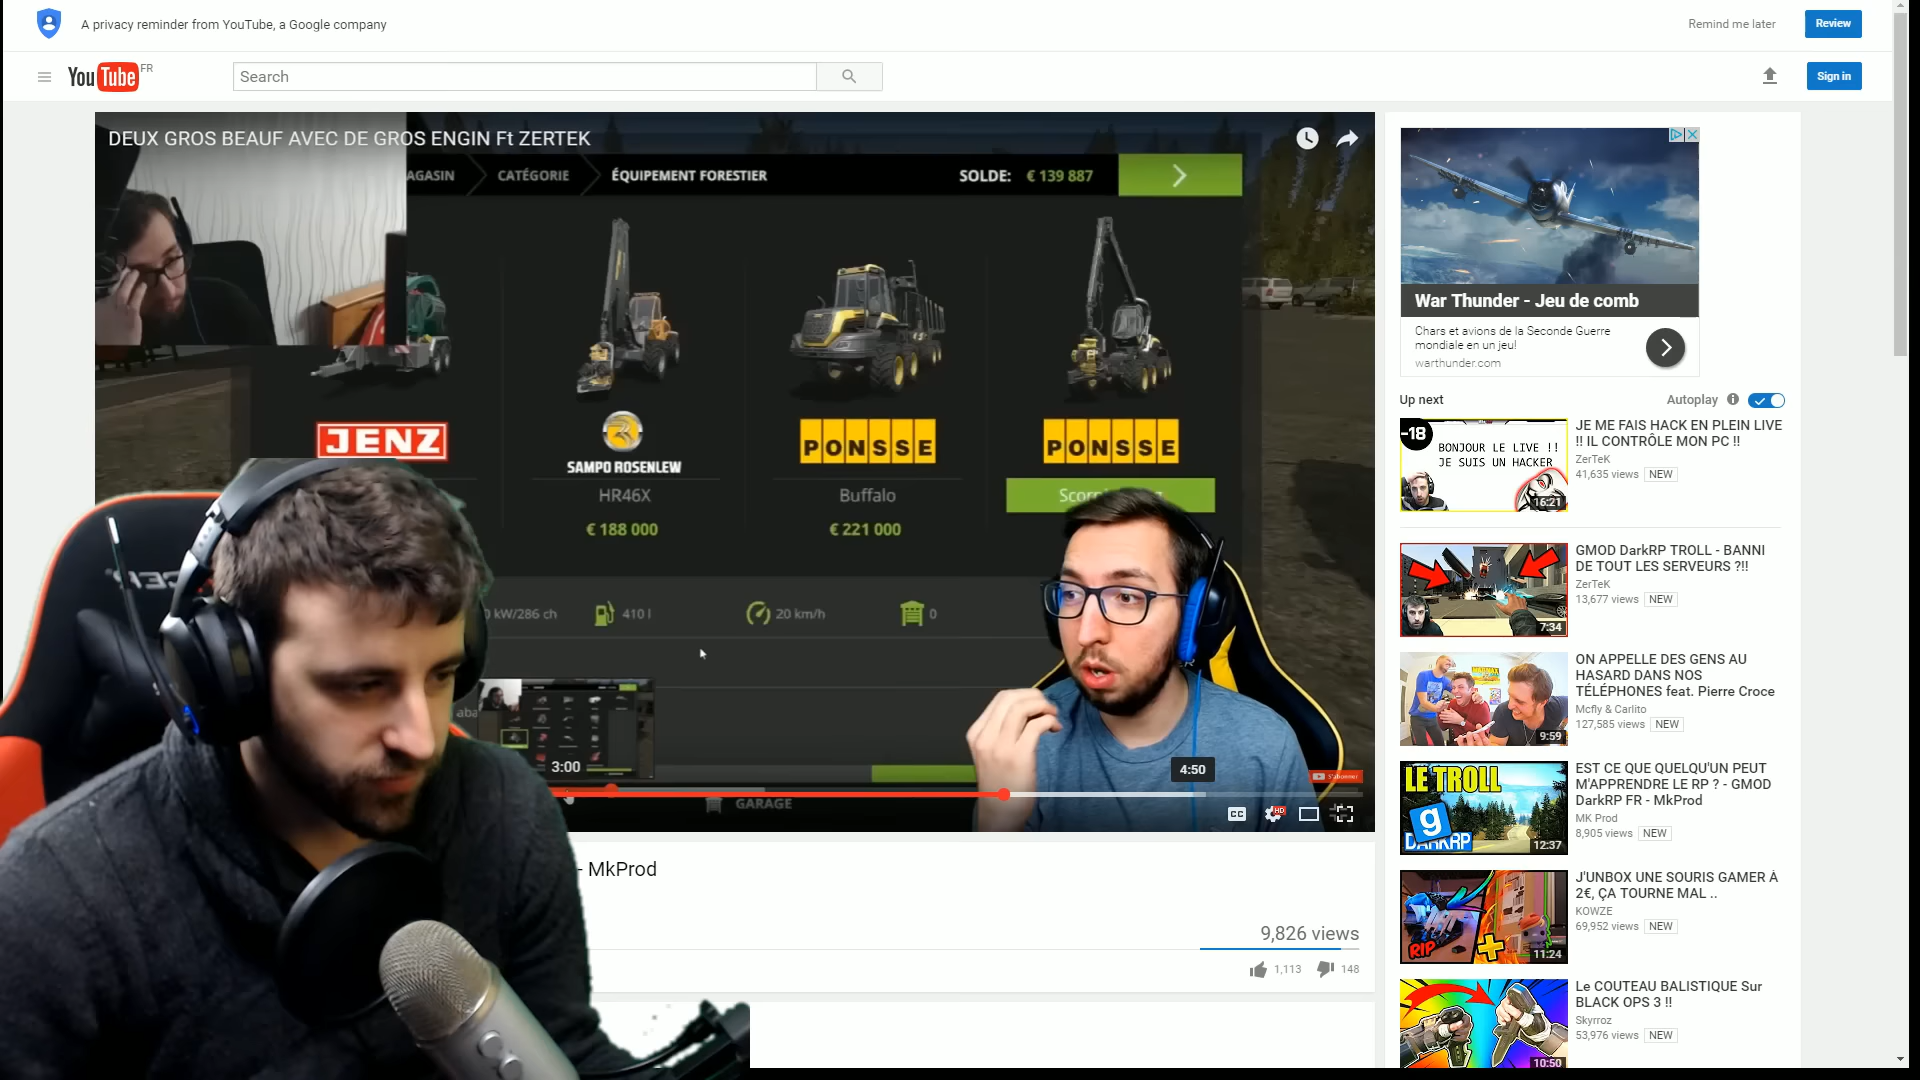 A privacy reminder from YouTube, a Google company
Remind me later
Review
YouTube FR
Search
Sign in
DEUX GROS BEAUF AVEC DE GROS ENGIN Ft ZERTEK
AGASIN
CATÉGORIE
ÉQUIPEMENT FORESTIER
SOLDE: € 139 887
JENZ
SAMPO ROSENLEW
HR46X
€ 188 000
PONSSE
Buffalo
€ 221 000
PONSSE
kW/286 ch
410 l
20 km/h
0
3:00
4:50
S'abonner
GARAGE
CC
HD
- MkProd
9,826 views
1,113
148
War Thunder - Jeu de comb
Chars et avions de la Seconde Guerre
mondiale en un jeu!
warthunder.com
Up next
Autoplay
-18
BONJOUR LE LIVE !!
JE SUIS UN HACKER
16:21
JE ME FAIS HACK EN PLEIN LIVE
!! IL CONTRÔLE MON PC !!
ZerTeK
41,635 views NEW
7:34
GMOD DarkRP TROLL - BANNI
DE TOUT LES SERVEURS ?!!
ZerTeK
13,677 views NEW
9:59
ON APPELLE DES GENS AU
HASARD DANS NOS
TÉLÉPHONES feat. Pierre Croce
Mcfly & Carlito
127,585 views NEW
LE TROLL
g
DARKRP
12:37
EST CE QUE QUELQU'UN PEUT
M'APPRENDRE LE RP ? - GMOD
DarkRP FR - MkProd
MK Prod
8,905 views NEW
RIP
11:24
J'UNBOX UNE SOURIS GAMER À
2€, ÇA TOURNE MAL ..
KOWZE
69,952 views NEW
10:50
Le COUTEAU BALISTIQUE Sur
BLACK OPS 3 !!
Skyrroz
53,976 views NEW